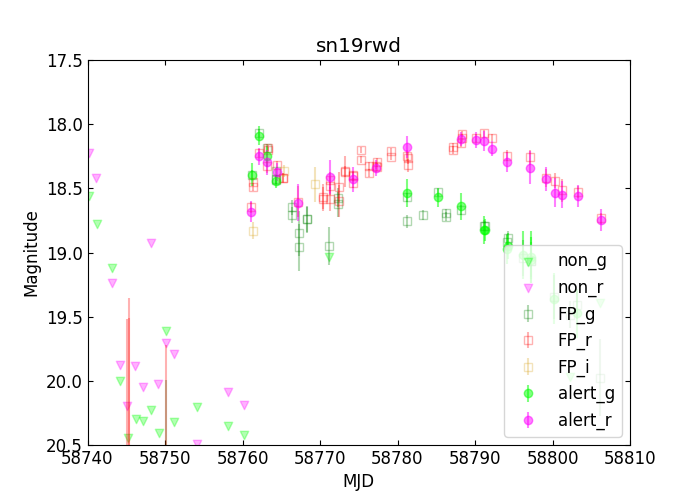 sn19rwd
17.5
18.0
18.5
19.0
19.5
20.0
20.5
Magnitude
non_g
non_r
FP_g
FP_r
FP_i
alert_g
alert_r
58740 58750 58760 58770 58780 58790 58800 58810
MJD